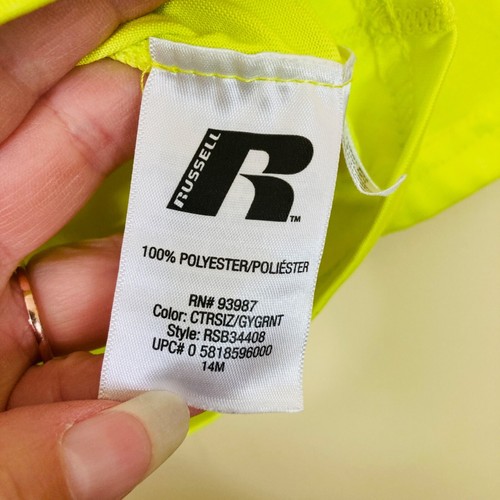 RUSSELL
R
TM
100% POLYESTER/POLIÉSTER
RN# 93987
Color: CTRSIZ/GYGRNT
Style: RSB34408
UPC# 0 5818596000
14M